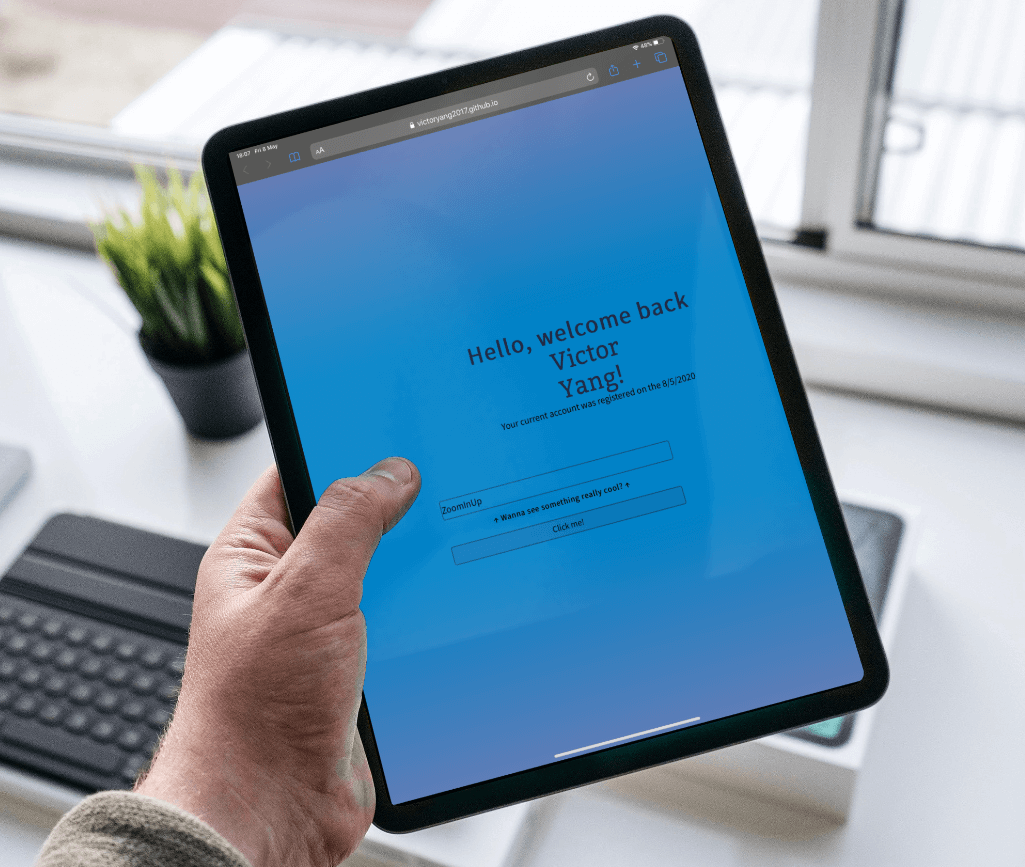 18:07 Fri 8 May
48%
AA
victoryang2017.github.io
Hello, welcome back
Victor
Yang!
Your current account was registered on the 8/5/2020
ZoomInUp
↑ Wanna see something really cool? ↑
Click me!